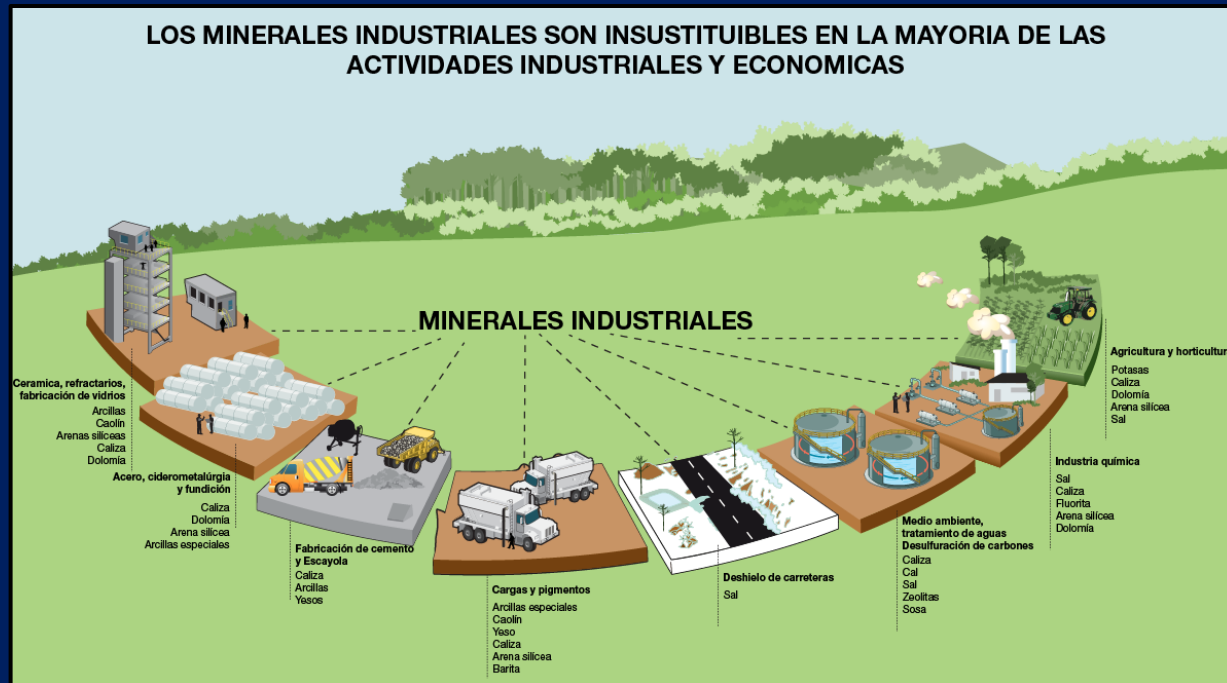 LOS MINERALES INDUSTRIALES SON INSUSTITUIBLES EN LA MAYORIA DE LAS
ACTIVIDADES INDUSTRIALES Y ECONOMICAS
MINERALES INDUSTRIALES
Ceramica, refractarios,
fabricación de vidrios
Arcillas
Caolín
Arenas silíceas
Caliza
Dolomía
Acero, ciderometalúrgia
y fundición
Caliza
Dolomía
Arena silícea
Arcillas especiales
Fabricación de cemento
y Escayola
Caliza
Arcillas
Yesos
Cargas y pigmentos
Arcillas especiales
Caolín
Yeso
Caliza
Arena silícea
Barita
Deshielo de carreteras
Sal
Medio ambiente,
tratamiento de aguas
Desulfuración de carbones
Caliza
Cal
Sal
Zeolitas
Sosa
Industria química
Sal
Caliza
Fluorita
Arena silícea
Dolomía
Agricultura y horticultur
Potasas
Caliza
Dolomía
Arena silícea
Sal